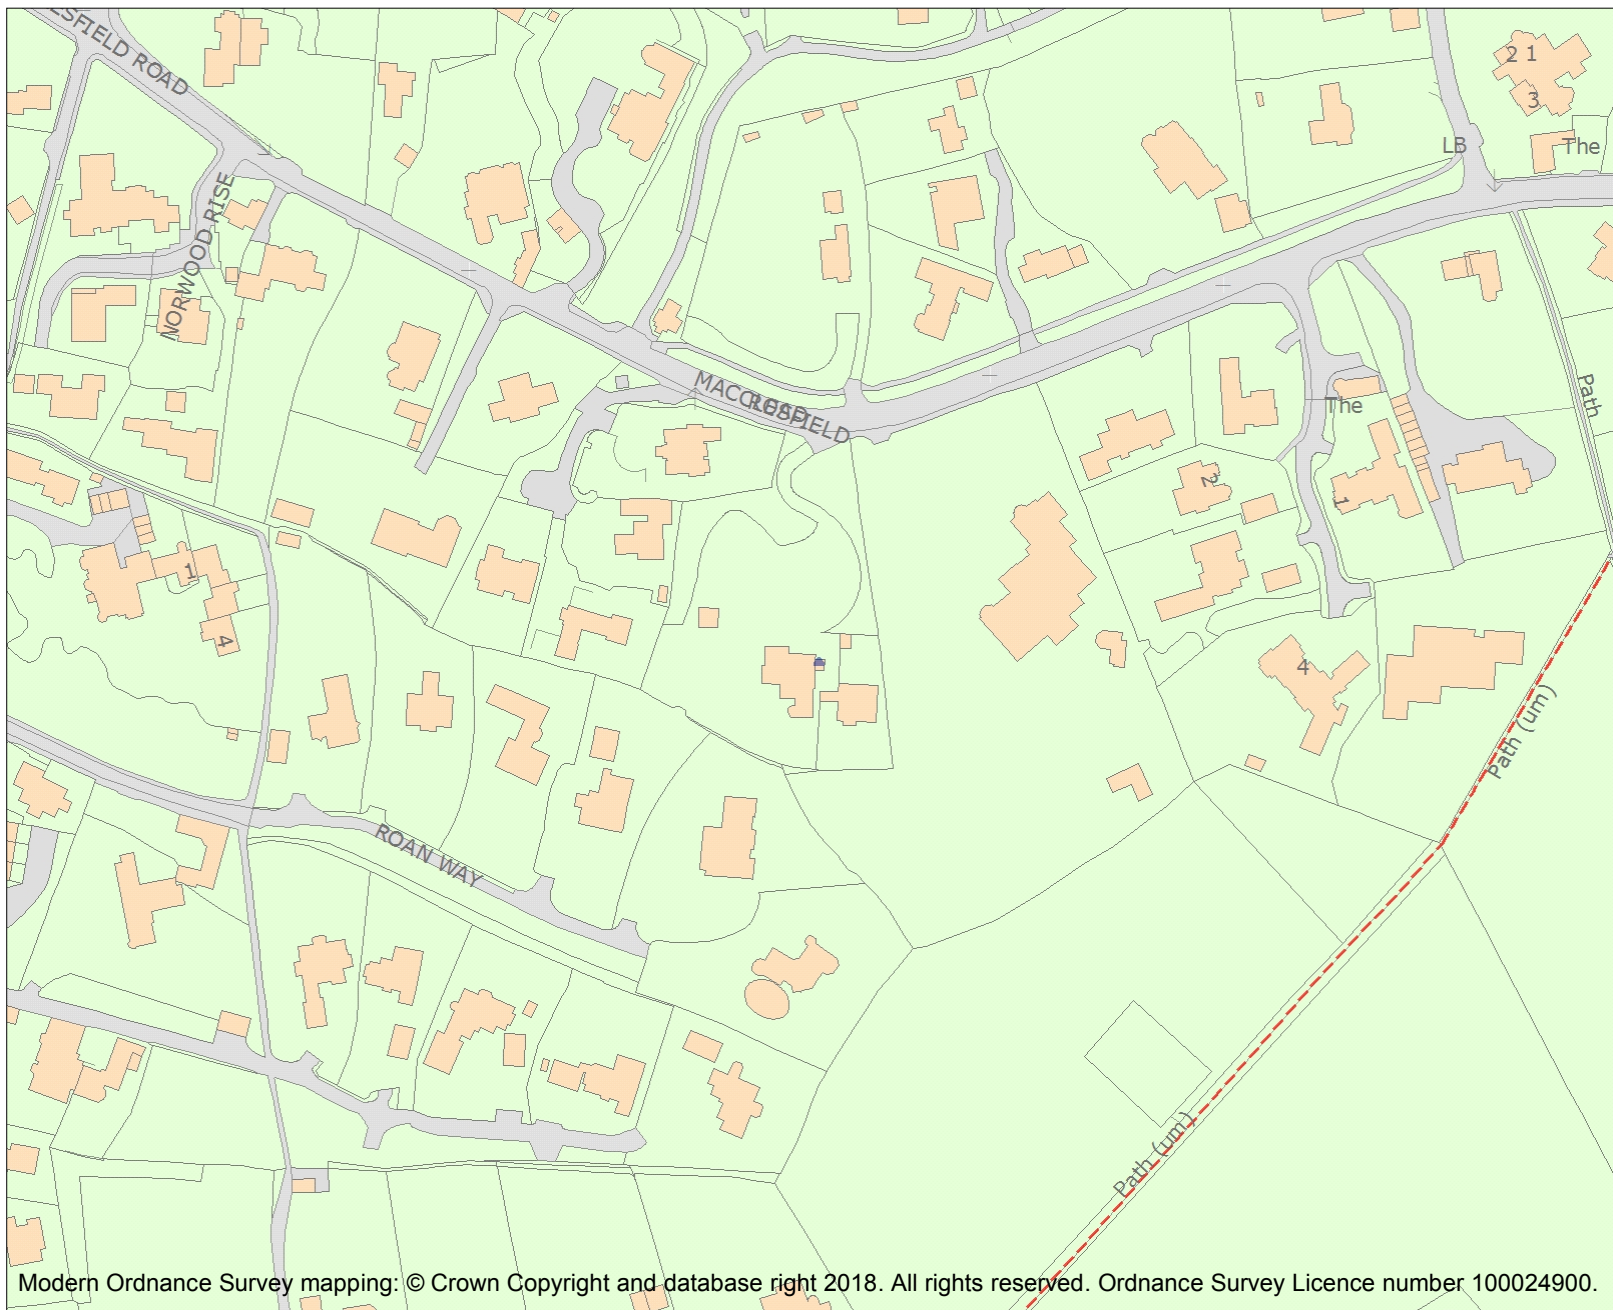 ESFIELD ROAD
2 1
3
LB
The
NORWOOD RISE
MACCLESFIELD
ROAD
The
Path
2
1
1
4
4
Path (um)
ROAN WAY
Path (um)
Modern Ordnance Survey mapping: © Crown Copyright and database right 2018. All rights reserved. Ordnance Survey Licence number 100024900.